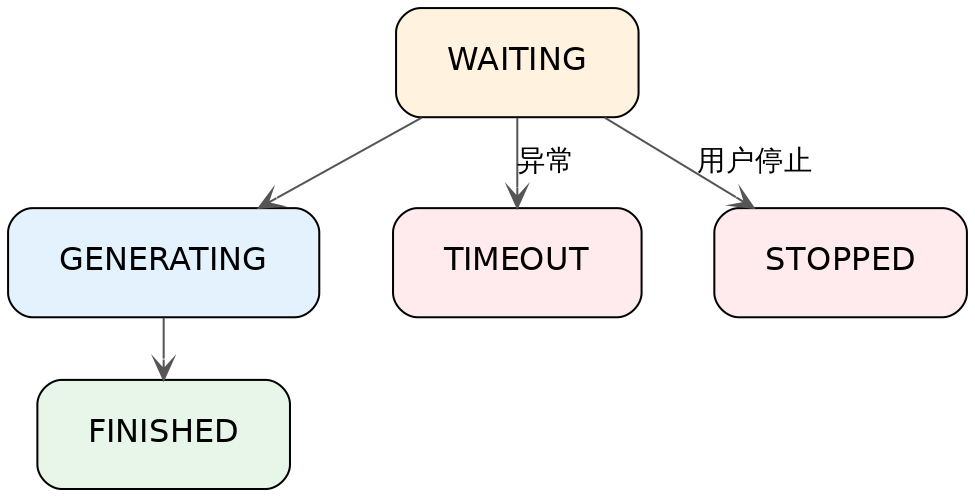 WAITING
异常
用户停止
GENERATING
TIMEOUT
STOPPED
FINISHED